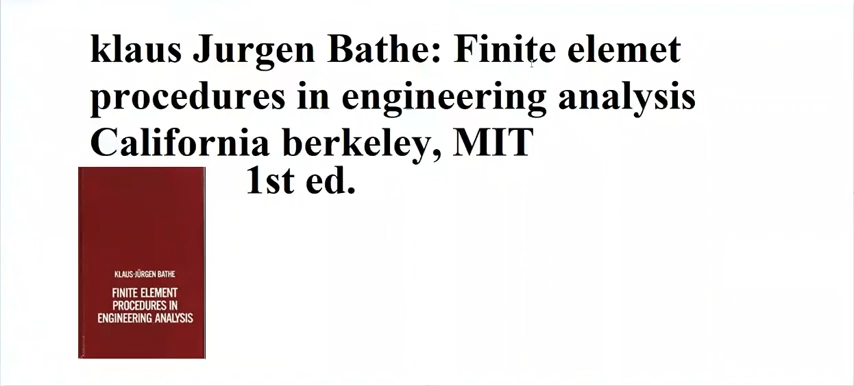 klaus Jurgen Bathe: Finite elemet
procedures in engineering analysis
California berkeley, MIT
1st ed.
KLAUS-JÜRGEN BATHE
FINITE ELEMENT
PROCEDURES IN
ENGINEERING ANALYSIS